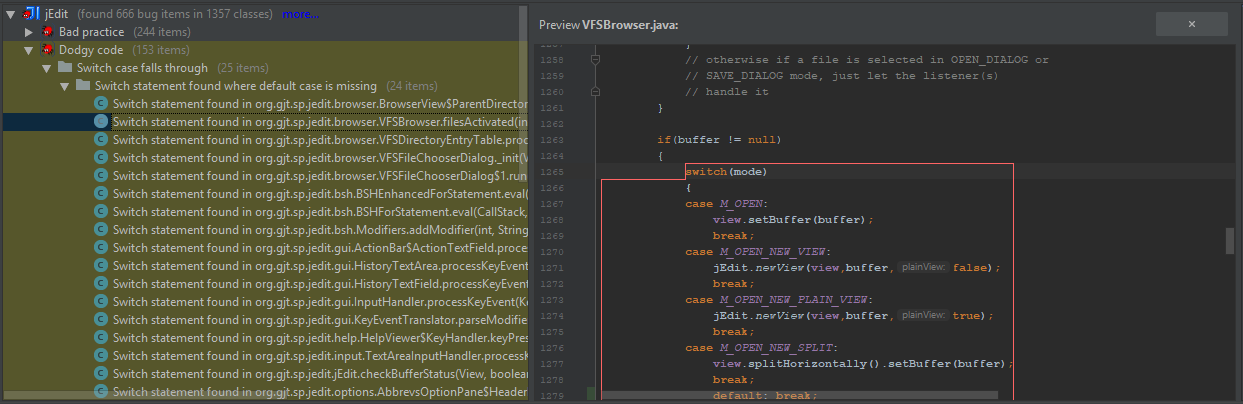 jEdit (found 666 bug items in 1357 classes) more...
Bad practice (244 items)
Dodgy code (153 items)
Switch case falls through (25 items)
Switch statement found where default case is missing (24 items)
Switch statement found in org.gjt.sp.jedit.browser.BrowserView$ParentDirector
Switch statement found in org.gjt.sp.jedit.browser.VFSBrowser.filesActivated(in
Switch statement found in org.gjt.sp.jedit.browser.VFSDirectoryEntryTable.proc
Switch statement found in org.gjt.sp.jedit.browser.VFSFileChooserDialog._init(V
Switch statement found in org.gjt.sp.jedit.browser.VFSFileChooserDialog$1.run
Switch statement found in org.gjt.sp.jedit.bsh.BSHEnhancedForStatement.eval(
Switch statement found in org.gjt.sp.jedit.bsh.BSHForStatement.eval(CallStack,
Switch statement found in org.gjt.sp.jedit.bsh.Modifiers.addModifier(int, String
Switch statement found in org.gjt.sp.jedit.gui.ActionBar$ActionTextField.proces
Switch statement found in org.gjt.sp.jedit.gui.HistoryTextArea.processKeyEvent
Switch statement found in org.gjt.sp.jedit.gui.HistoryTextField.processKeyEvent
Switch statement found in org.gjt.sp.jedit.gui.InputHandler.processKeyEvent(Ke
Switch statement found in org.gjt.sp.jedit.gui.KeyEventTranslator.parseModifie
Switch statement found in org.gjt.sp.jedit.help.HelpViewer$KeyHandler.keyPres
Switch statement found in org.gjt.sp.jedit.input.TextAreaInputHandler.processK
Switch statement found in org.gjt.sp.jedit.jEdit.checkBufferStatus(View, boolean
Switch statement found in org.gjt.sp.jedit.options.AbbrevsOptionPane$Header
Preview VFSBrowser.java:
1257 }
1258 // otherwise if a file is selected in OPEN_DIALOG or
1259 // SAVE_DIALOG mode, just let the listener(s)
1260 // handle it
1261 }
1262
1263 if(buffer != null)
1264 {
1265 switch(mode)
1266 {
1267 case M_OPEN:
1268 view.setBuffer(buffer);
1269 break;
1270 case M_OPEN_NEW_VIEW:
1271 jEdit.newView(view,buffer, plainView: false);
1272 break;
1273 case M_OPEN_NEW_PLAIN_VIEW:
1274 jEdit.newView(view,buffer, plainView: true);
1275 break;
1276 case M_OPEN_NEW_SPLIT:
1277 view.splitHorizontally().setBuffer(buffer);
1278 break;
1279 default: break;